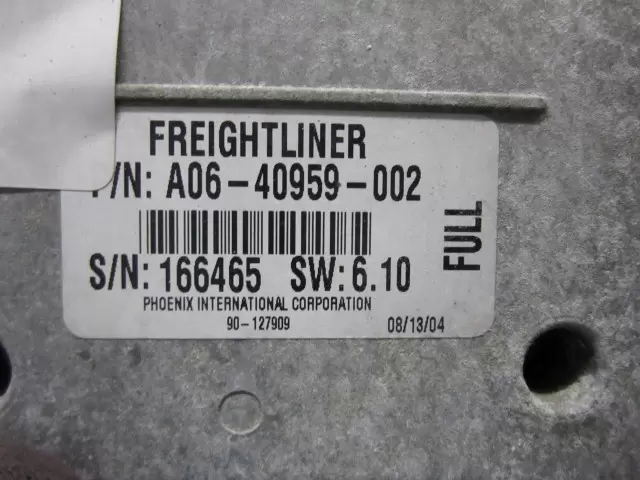 FREIGHTLINER
P/N: A06-40959-002
S/N: 166465 SW: 6.10
FULL
PHOENIX INTERNATIONAL CORPORATION
90-127909 08/13/04